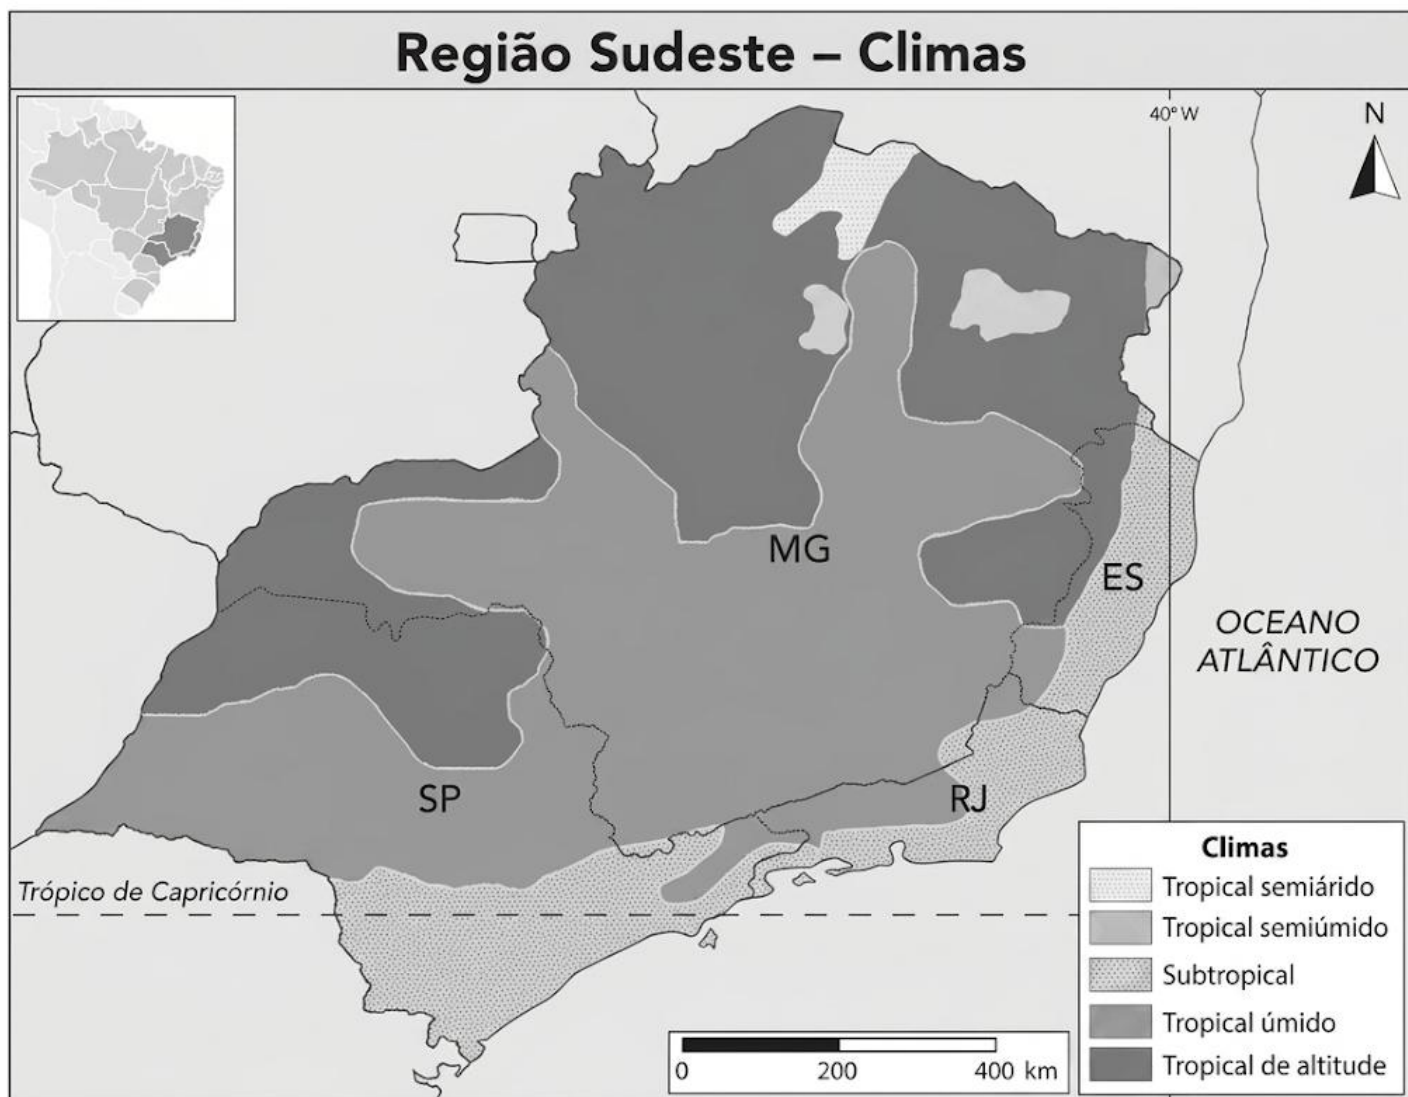 Região Sudeste – Climas
40° W
N
MG
ES
OCEANO
ATLÂNTICO
SP
RJ
Trópico de Capricórnio
Climas
Tropical semiárido
Tropical semiúmido
Subtropical
Tropical úmido
Tropical de altitude
0 200 400 km